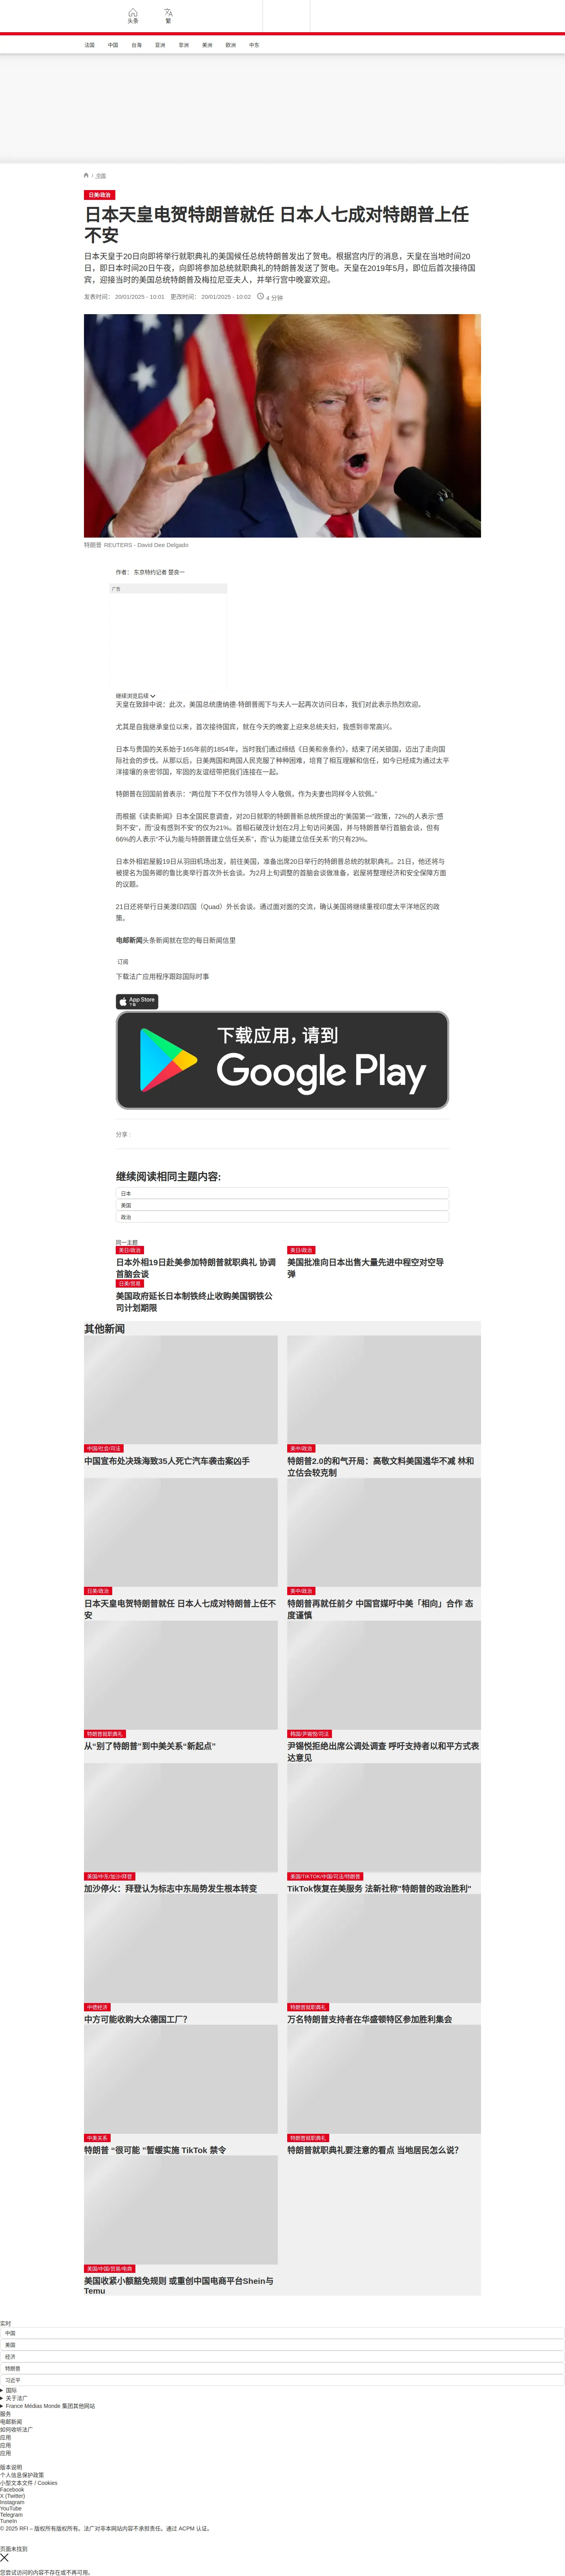 头条
繁
法国
中国
台海
亚洲
非洲
美洲
欧洲
中东
/ 中国
日美/政治
日本天皇电贺特朗普就任 日本人七成对特朗普上任
不安
日本天皇于20日向即将举行就职典礼的美国候任总统特朗普发出了贺电。根据宫内厅的消息，天皇在当地时间20
日，即日本时间20日午夜，向即将参加总统就职典礼的特朗普发送了贺电。天皇在2019年5月，即位后首次接待国
宾，迎接当时的美国总统特朗普及梅拉尼亚夫人，并举行宫中晚宴欢迎。
发表时间： 20/01/2025 - 10:01 更改时间： 20/01/2025 - 10:02 4 分钟
特朗普 REUTERS - David Dee Delgado
作者： 东京特约记者 楚良一
广告
继续浏览后续
天皇在致辞中说：此次，美国总统唐纳德·特朗普阁下与夫人一起再次访问日本，我们对此表示热烈欢迎。
尤其是自我继承皇位以来，首次接待国宾，就在今天的晚宴上迎来总统夫妇，我感到非常高兴。
日本与贵国的关系始于165年前的1854年，当时我们通过缔结《日美和亲条约》，结束了闭关锁国，迈出了走向国
际社会的步伐。从那以后，日美两国和两国人民克服了种种困难，培育了相互理解和信任，如今已经成为通过太平
洋接壤的亲密邻国，牢固的友谊纽带把我们连接在一起。
特朗普在回国前曾表示：“两位陛下不仅作为领导人令人敬佩，作为夫妻也同样令人钦佩。”
而根据《读卖新闻》日本全国民意调查，对20日就职的特朗普新总统所提出的“美国第一”政策，72%的人表示“感
到不安”，而“没有感到不安”的仅为21%。首相石破茂计划在2月上旬访问美国，并与特朗普举行首脑会谈，但有
66%的人表示“不认为能与特朗普建立信任关系”，而“认为能建立信任关系”的只有23%。
日本外相岩屋毅19日从羽田机场出发，前往美国，准备出席20日举行的特朗普总统的就职典礼。21日，他还将与
被提名为国务卿的鲁比奥举行首次外长会谈。为2月上旬调整的首脑会谈做准备，岩屋将整理经济和安全保障方面
的议题。
21日还将举行日美澳印四国（Quad）外长会谈。通过面对面的交流，确认美国将继续重视印度太平洋地区的政
策。
电邮新闻头条新闻就在您的每日新闻信里
订阅
下载法广应用程序跟踪国际时事
App Store
下载
下载应用，请到
Google Play
分享 :
继续阅读相同主题内容:
日本
美国
政治
同一主题
美日/政治
日本外相19日赴美参加特朗普就职典礼 协调
首脑会谈
美日/政治
美国批准向日本出售大量先进中程空对空导
弹
日美/贸易
美国政府延长日本制铁终止收购美国钢铁公
司计划期限
其他新闻
中国/社会/司法
中国宣布处决珠海致35人死亡汽车袭击案凶手
美中/政治
特朗普2.0的和气开局：高敬文料美国遏华不减 林和
立估会较克制
日美/政治
日本天皇电贺特朗普就任 日本人七成对特朗普上任不
安
美中/政治
特朗普再就任前夕 中国官媒吁中美「相向」合作 态
度谨慎
特朗普就职典礼
从“别了特朗普”到中美关系“新起点”
韩国/尹锡悦/司法
尹锡悦拒绝出席公调处调查 呼吁支持者以和平方式表
达意见
美国/中东/加沙/拜登
加沙停火：拜登认为标志中东局势发生根本转变
美国/TIKTOK/中国/司法/特朗普
TikTok恢复在美服务 法新社称"特朗普的政治胜利"
中德经济
中方可能收购大众德国工厂？
特朗普就职典礼
万名特朗普支持者在华盛顿特区参加胜利集会
中美关系
特朗普 “很可能 ”暂缓实施 TikTok 禁令
特朗普就职典礼
特朗普就职典礼要注意的看点 当地居民怎么说？
美国/中国/贸易/电商
美国收紧小额豁免规则 或重创中国电商平台Shein与
Temu
实时
中国
美国
经济
特朗普
习近平
国际
关于法广
France Médias Monde 集团其他网站
服务
电邮新闻
如何收听法广
应用
应用
应用
版本说明
个人信息保护政策
小型文本文件 / Cookies
Facebook
X (Twitter)
Instagram
YouTube
Telegram
TuneIn
© 2025 RFI – 版权所有版权所有。法广对非本网站内容不承担责任。通过 ACPM 认证。
页面未找到
您尝试访问的内容不存在或不再可用。